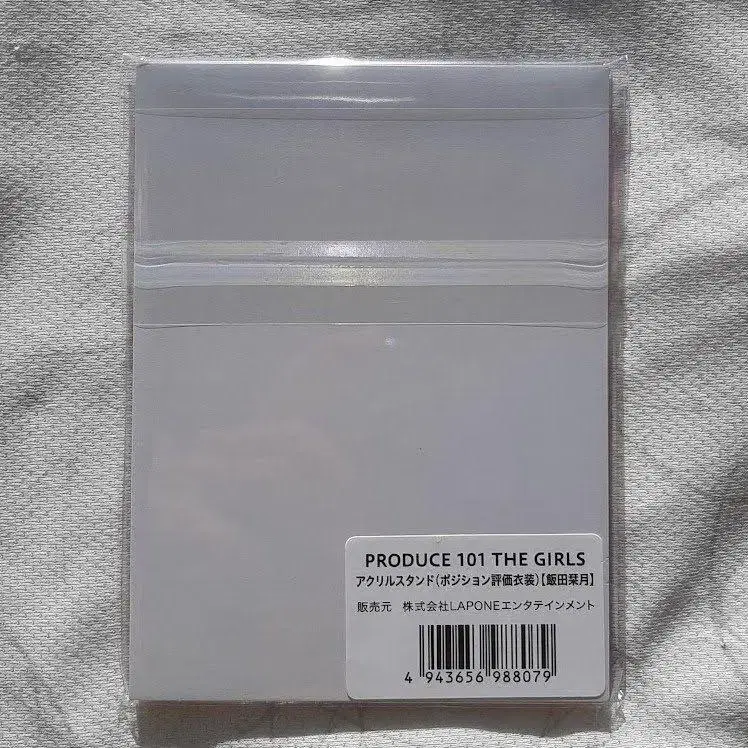 PRODUCE 101 THE GIRLS
アクリルスタンド(ポジション評価衣装)【飯田栞月】
販売元 株式会社LAPONEエンタテインメント
4 943656 988079